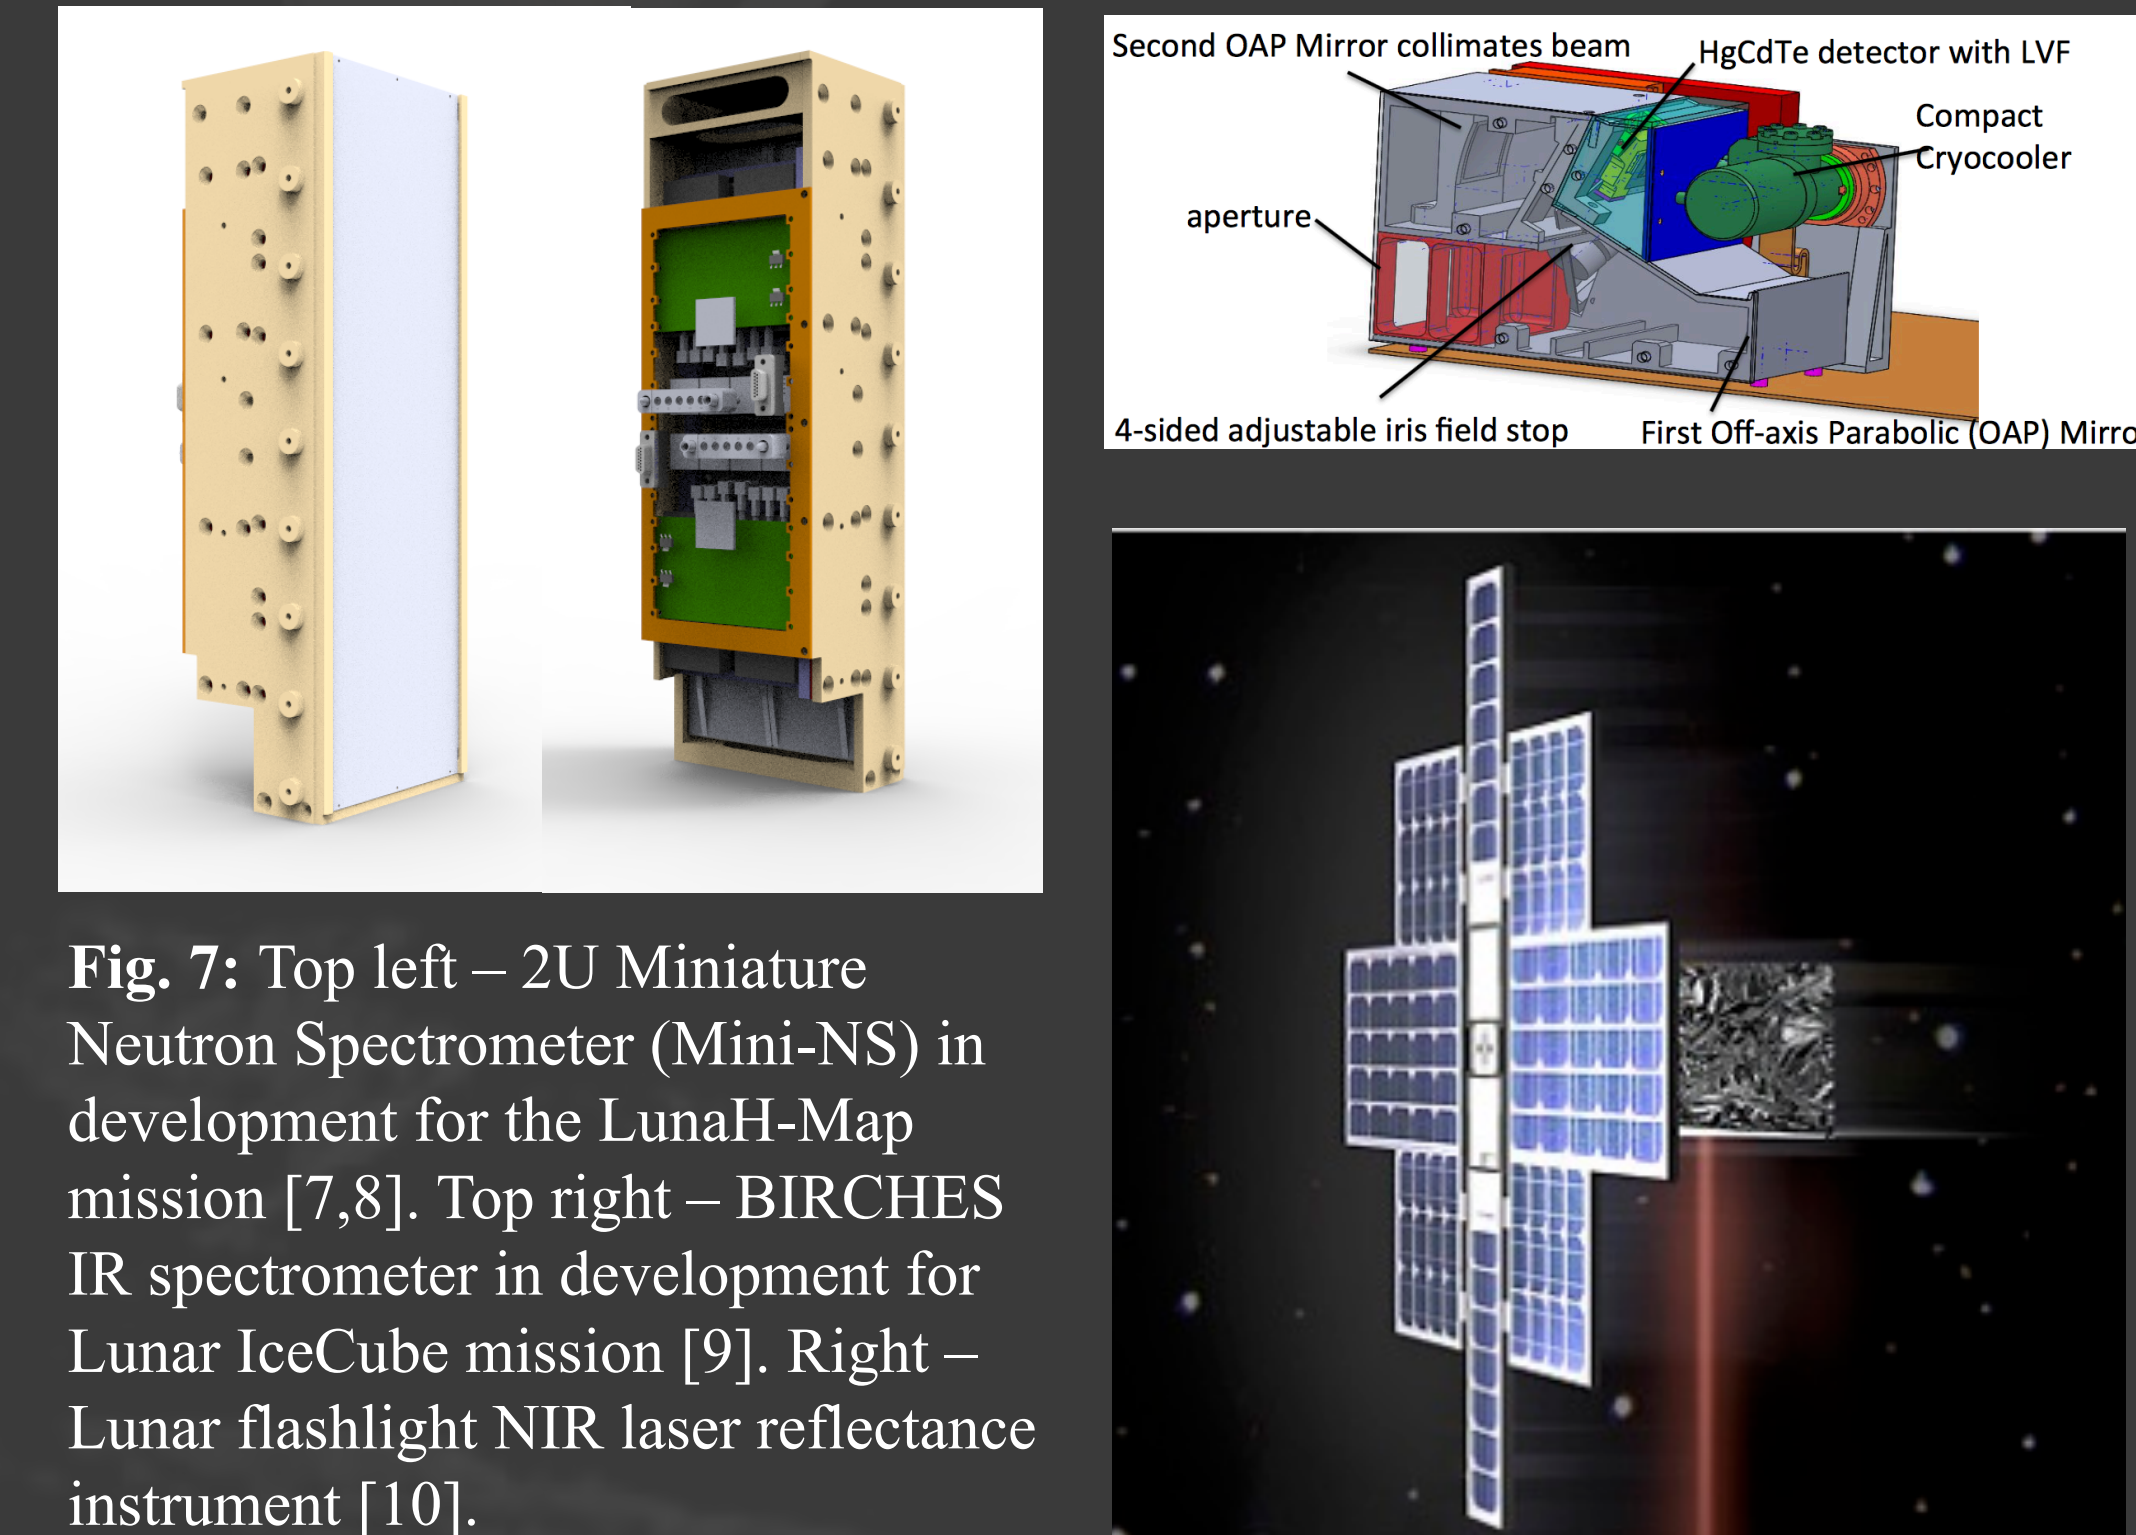 Second OAP Mirror collimates beam
HgCdTe detector with LVF
Compact
Cryocooler
aperture
4-sided adjustable iris field stop
First Off-axis Parabolic (OAP) Mirro
Fig. 7: Top left – 2U Miniature
Neutron Spectrometer (Mini-NS) in
development for the LunaH-Map
mission [7,8]. Top right – BIRCHES
IR spectrometer in development for
Lunar IceCube mission [9]. Right –
Lunar flashlight NIR laser reflectance
instrument [10].